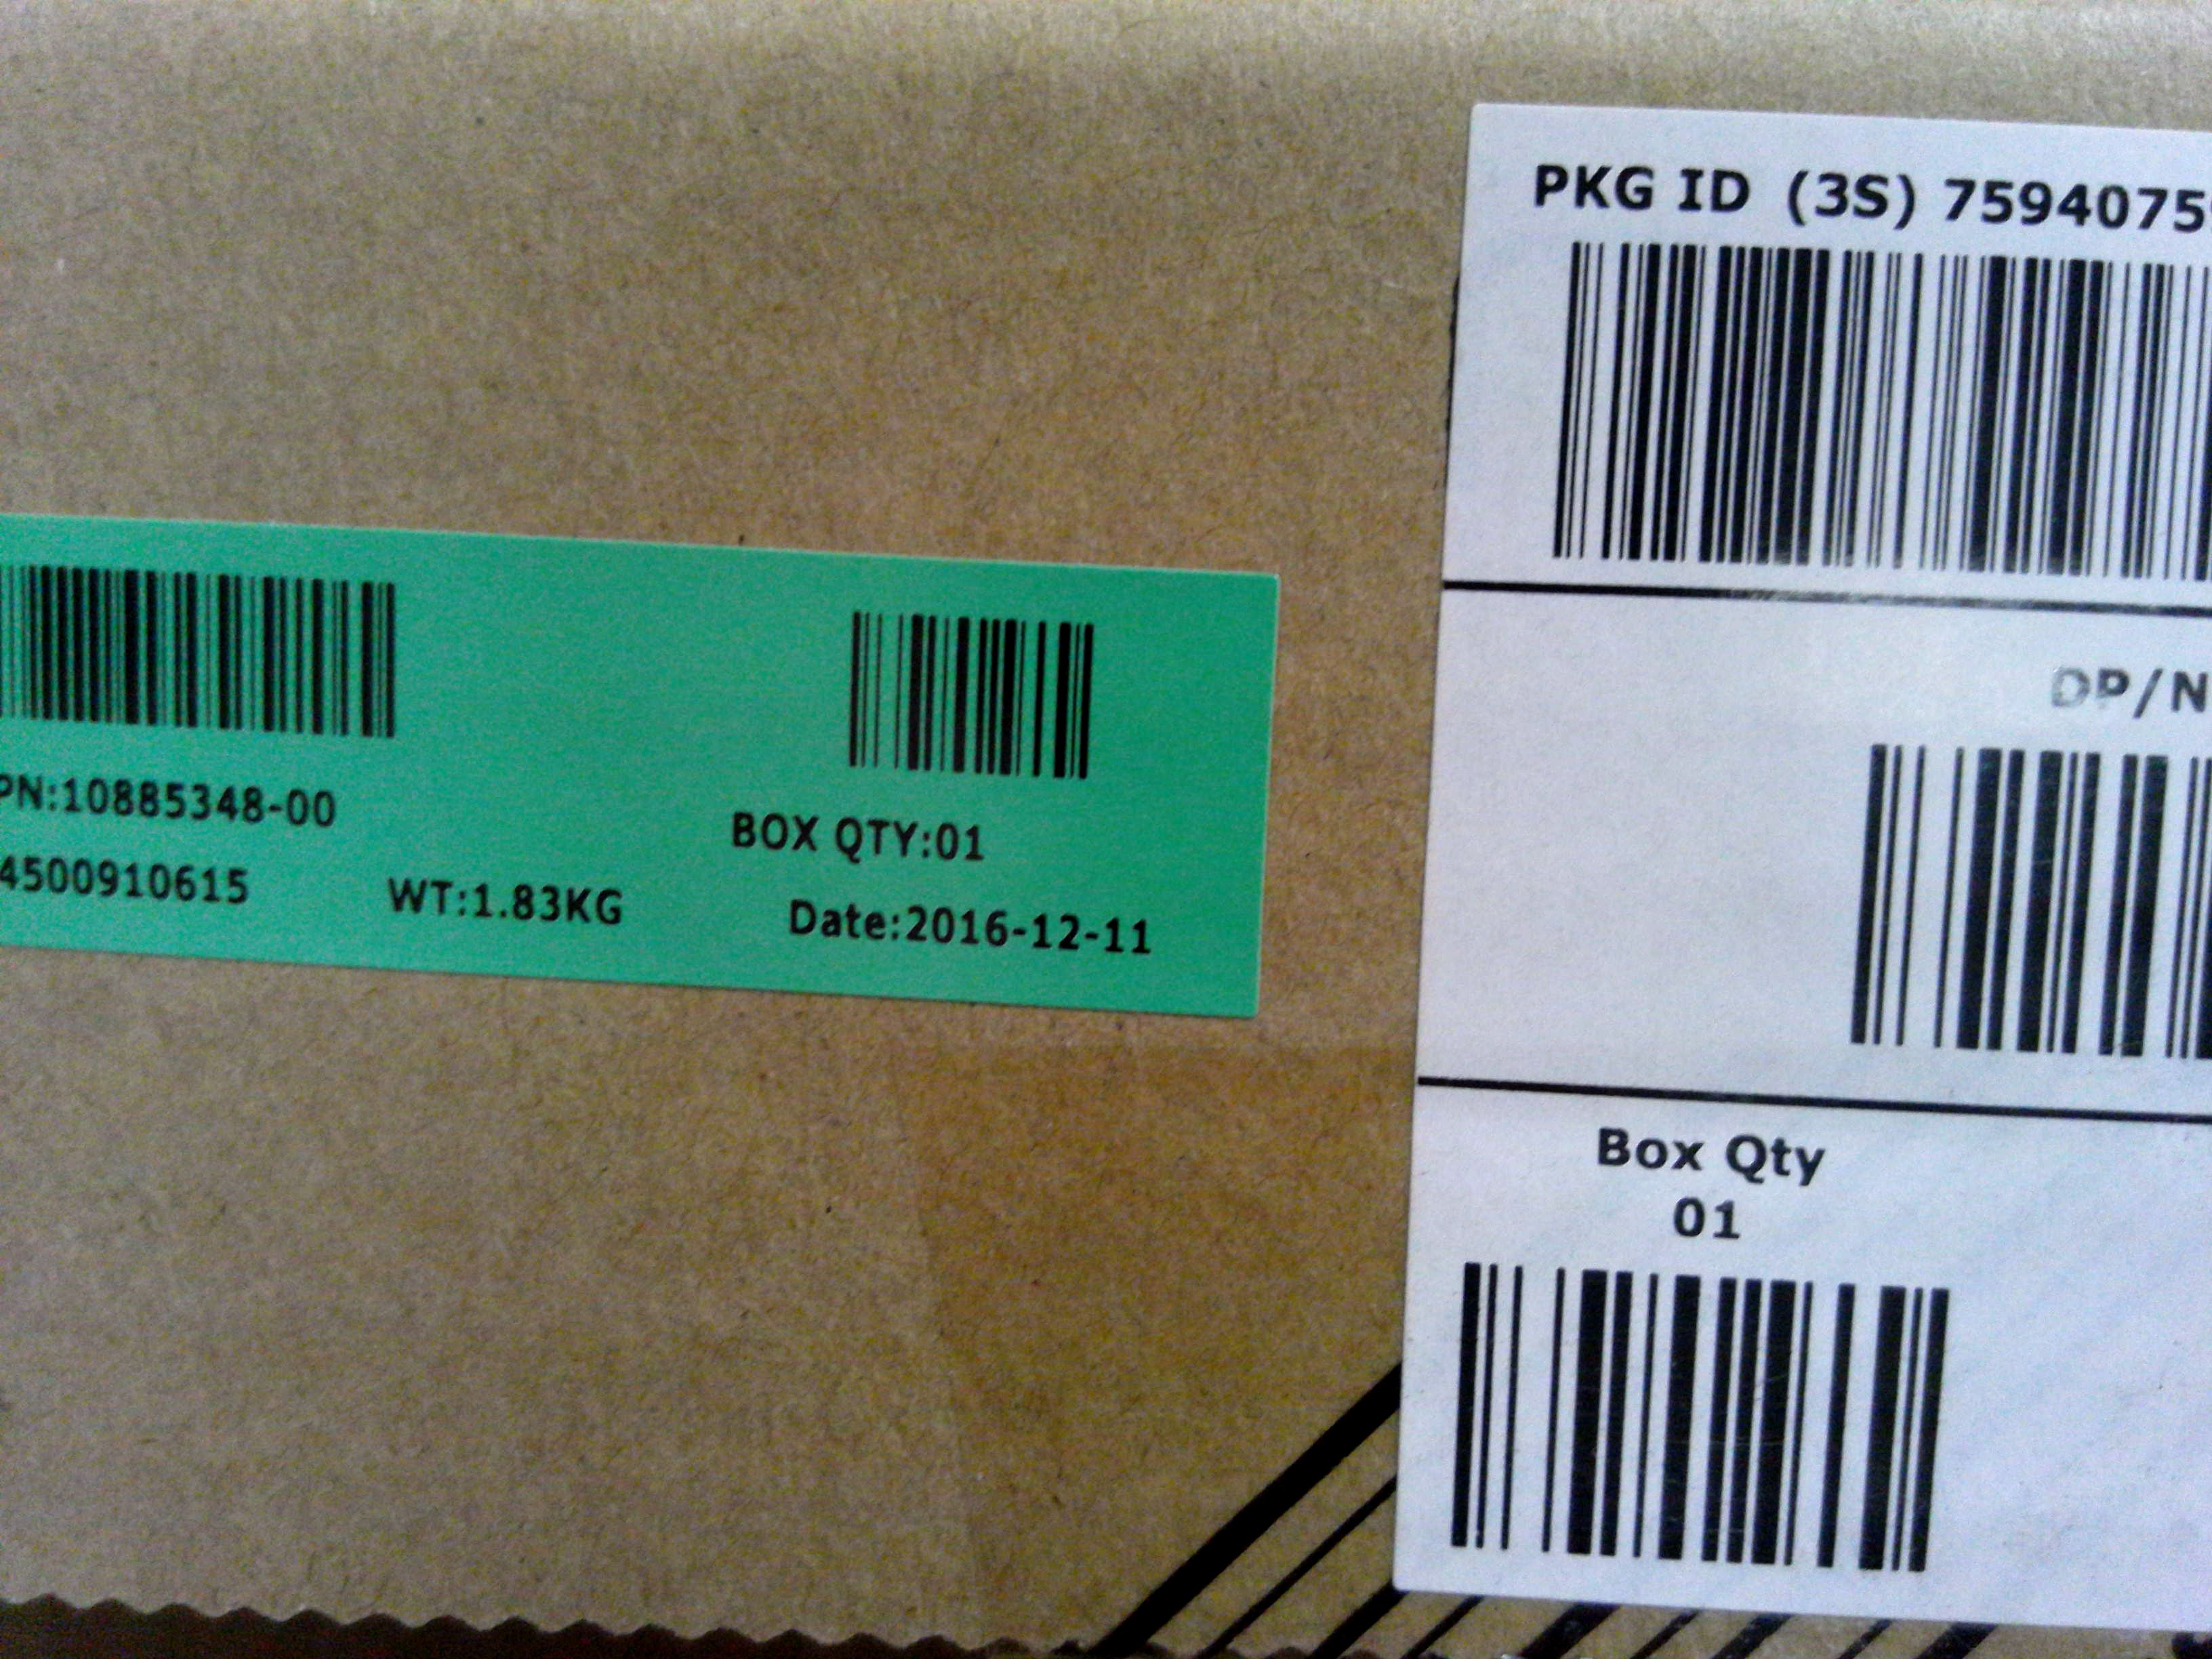 PN:10885348-00
BOX QTY:01
4500910615 WT:1.83KG Date:2016-12-11
PKG ID (3S) 7594075
DP/N
Box Qty
01